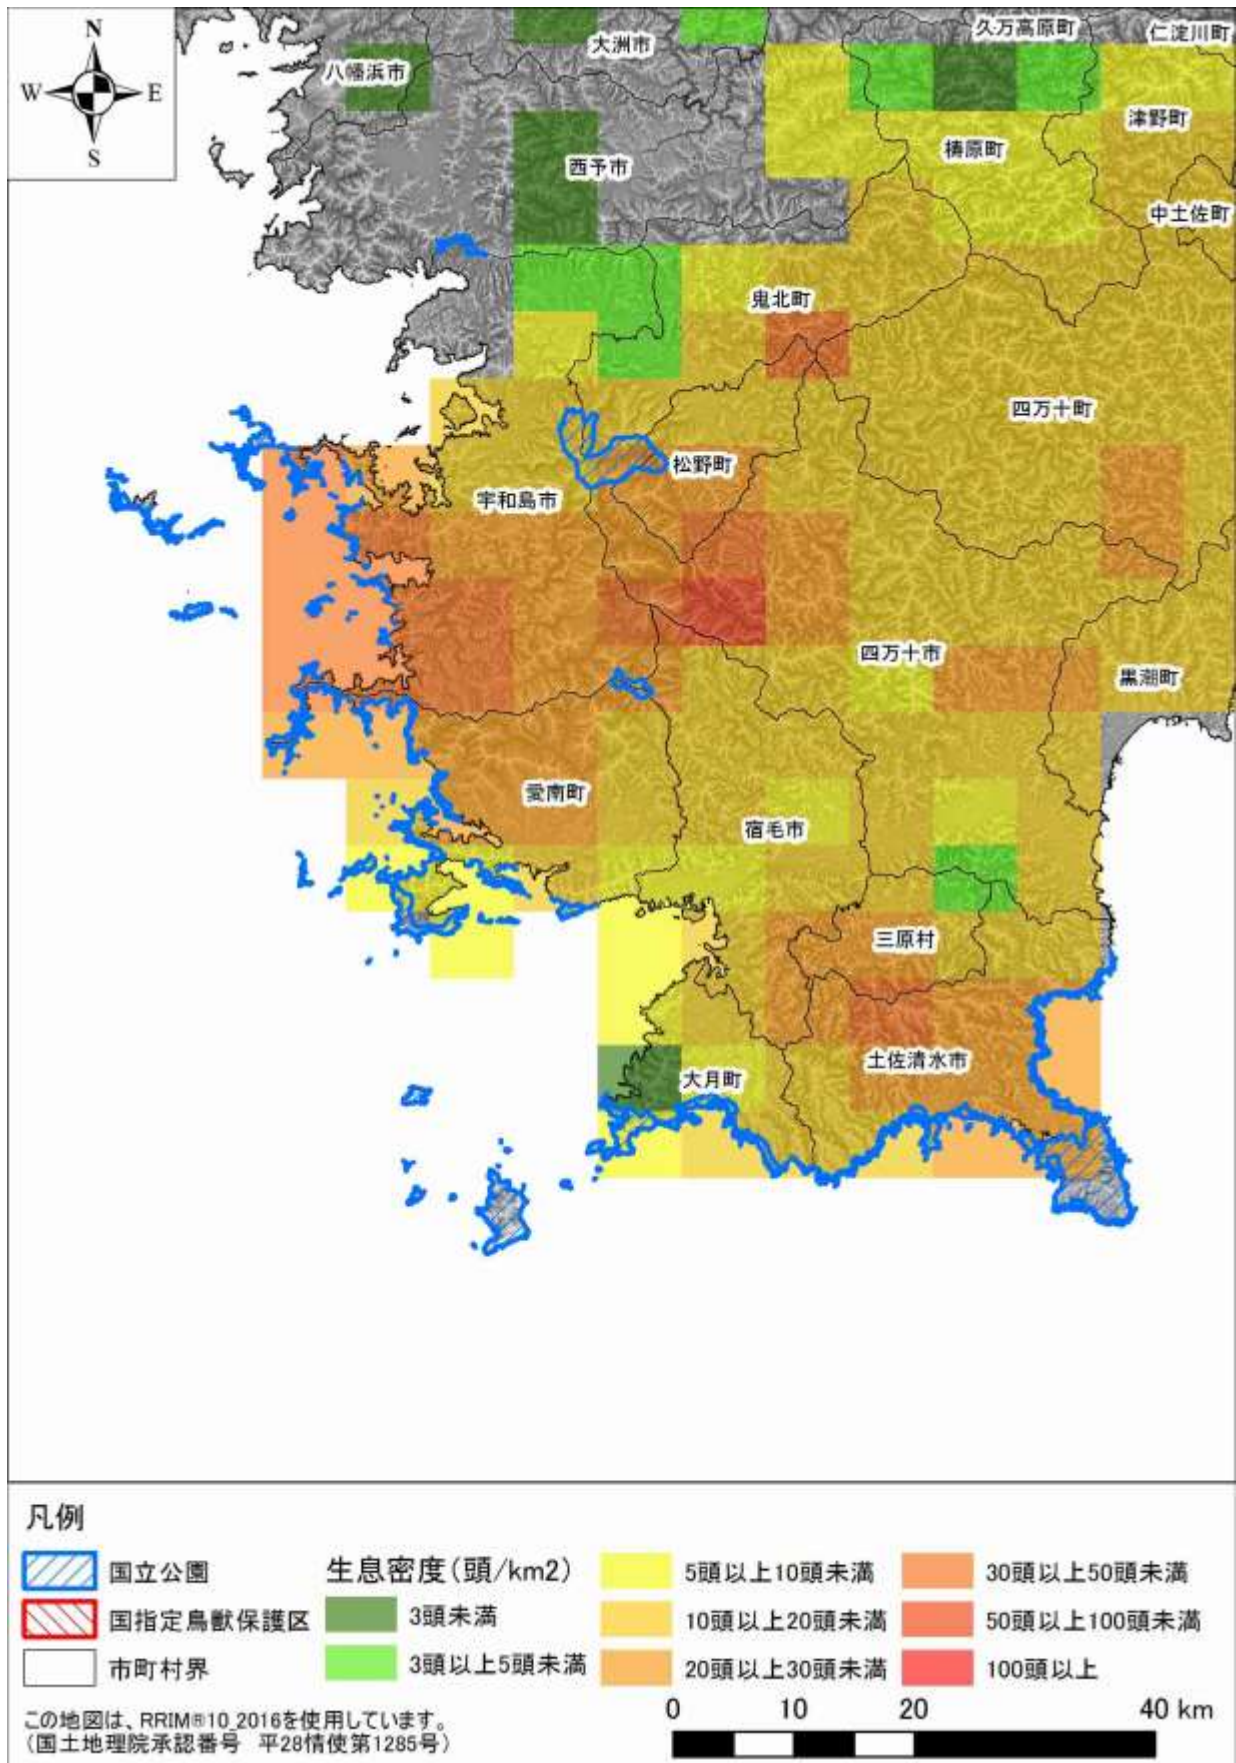 N
W
E
S
大洲市
久万高原町
仁淀川町
八幡浜市
津野町
梼原町
西予市
中土佐町
鬼北町
四万十町
松野町
宇和島市
四万十市
黒潮町
愛南町
宿毛市
三原村
土佐清水市
大月町
凡例
国立公園
国指定鳥獣保護区
市町村界
生息密度(頭/km2)
3頭未満
3頭以上5頭未満
5頭以上10頭未満
10頭以上20頭未満
20頭以上30頭未満
30頭以上50頭未満
50頭以上100頭未満
100頭以上
この地図は、RRIM®10_2016を使用しています。
（国土地理院承認番号 平28情使第1285号）
0 10 20 40 km